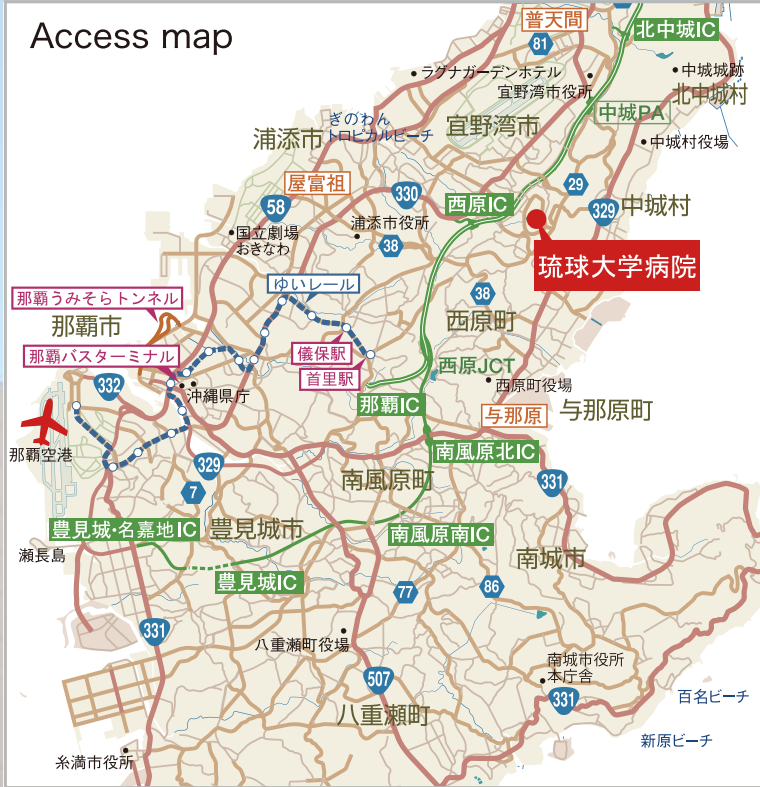 Access map
普天間
北中城IC
81
ラグナガーデンホテル
宜野湾市役所
中城城跡
北中城村
中城PA
ぎのわん
トロピカルビーチ
宜野湾市
浦添市
中城村役場
屋富祖
330
29
58
西原IC
329
中城村
国立劇場
おきなわ
浦添市役所
38
琉球大学病院
ゆいレール
38
那覇うみそらトンネル
那覇市
西原町
儀保駅
那覇バスターミナル
首里駅
西原JCT
332
沖縄県庁
西原町役場
那覇IC
与那原
与那原町
那覇空港
329
南風原北IC
7
南風原町
331
豊見城・名嘉地IC
豊見城市
南風原南IC
瀬長島
南城市
豊見城IC
77
86
331
八重瀬町役場
南城市役所
本庁舎
507
331
百名ビーチ
八重瀬町
新原ビーチ
糸満市役所